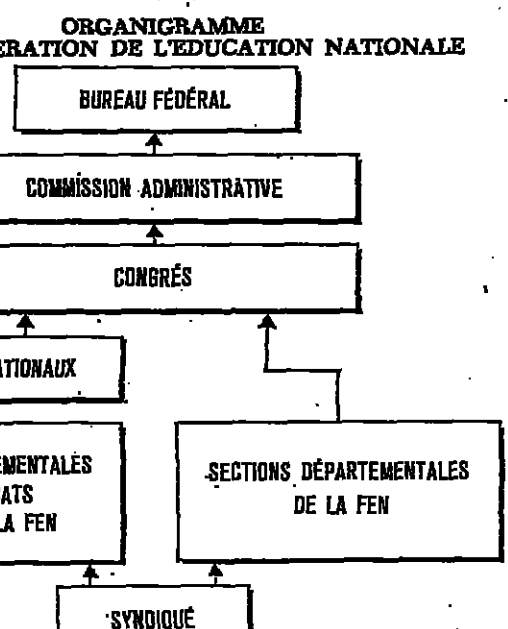 ORGANIGRAMME
ERATION DE L'EDUCATION NATIONALE
BUREAU FÉDÉRAL
COMMISSION ADMINISTRATIVE
CONGRÉS
ATIONAUX
EMENTALES
ATS
LA FEN
SECTIONS DÉPARTEMENTALES
DE LA FEN
SYNDIQUÉ